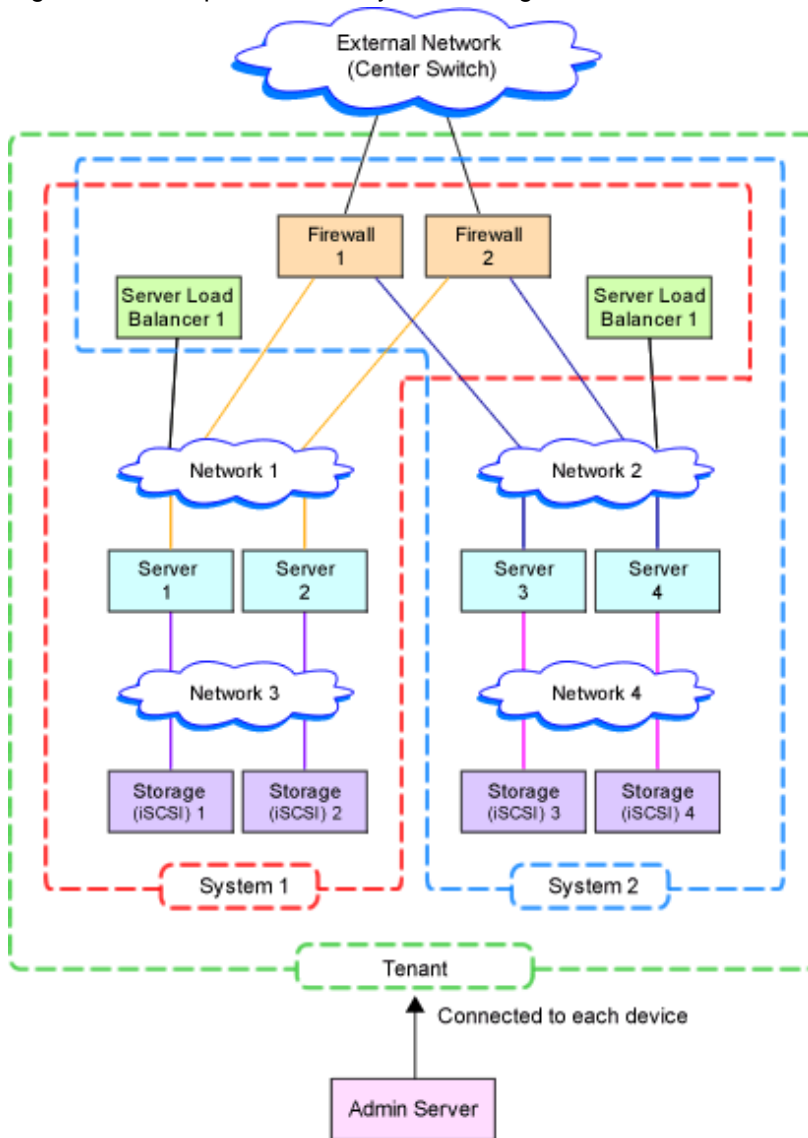 External Network
(Center Switch)
Firewall
1
Firewall
2
Server Load
Balancer 1
Server Load
Balancer 1
Network 1
Network 2
Server
1
Server
2
Server
3
Server
4
Network 3
Network 4
Storage
(iSCSI) 1
Storage
(iSCSI) 2
Storage
(iSCSI) 3
Storage
(iSCSI) 4
System 1
System 2
Tenant
Connected to each device
Admin Server